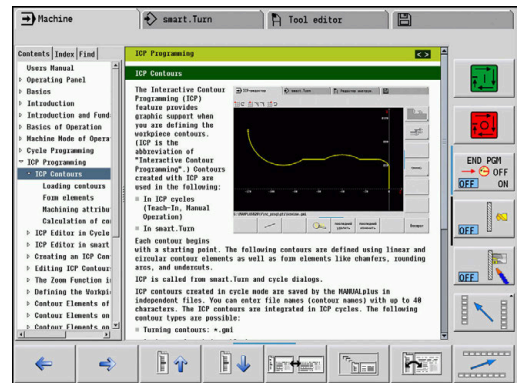 Machine
smart.Turn
Tool editor
Contents
Index
Find
Users Manual
Operating Panel
Basics
Introduction
Introduction and Fund
Basics of Operation
Machine Mode of Opera
Cycle Programming
ICP Programming
ICP Contours
Loading contours
Form elements
Machining attribu
Calculation of co
ICP Editor in Cycle
ICP Editor in smart
Creating an ICP Con
Editing ICP Contour
The Zoom Function i
Defining the Workpi
Contour Elements of
Contour Elements on
Contour Elements on
ICP Programming
ICP Contours
The Interactive Contour
Programming (ICP)
feature provides
graphic support when
you are defining the
workpiece contours.
(ICP is the
abbreviation of
"Interactive Contour
Programming".) Contours
created with ICP are
used in the following:
In ICP cycles
(Teach-In, Manual
Operation)
In smart.Turn
Each contour begins
with a starting point. The following contours are defined using linear and
circular contour elements as well as form elements like chamfers, rounding
arcs, and undercuts.
ICP is called from smart.Turn and cycle dialogs.
ICP contours created in cycle mode are saved by the MANUALplus in
independent files. You can enter file names (contour names) with up to 40
characters. The ICP contours are integrated in ICP cycles. The following
contour types are possible:
Turning contours: *.gmi
END PGM
OFF
OFF ON
OFF
OFF